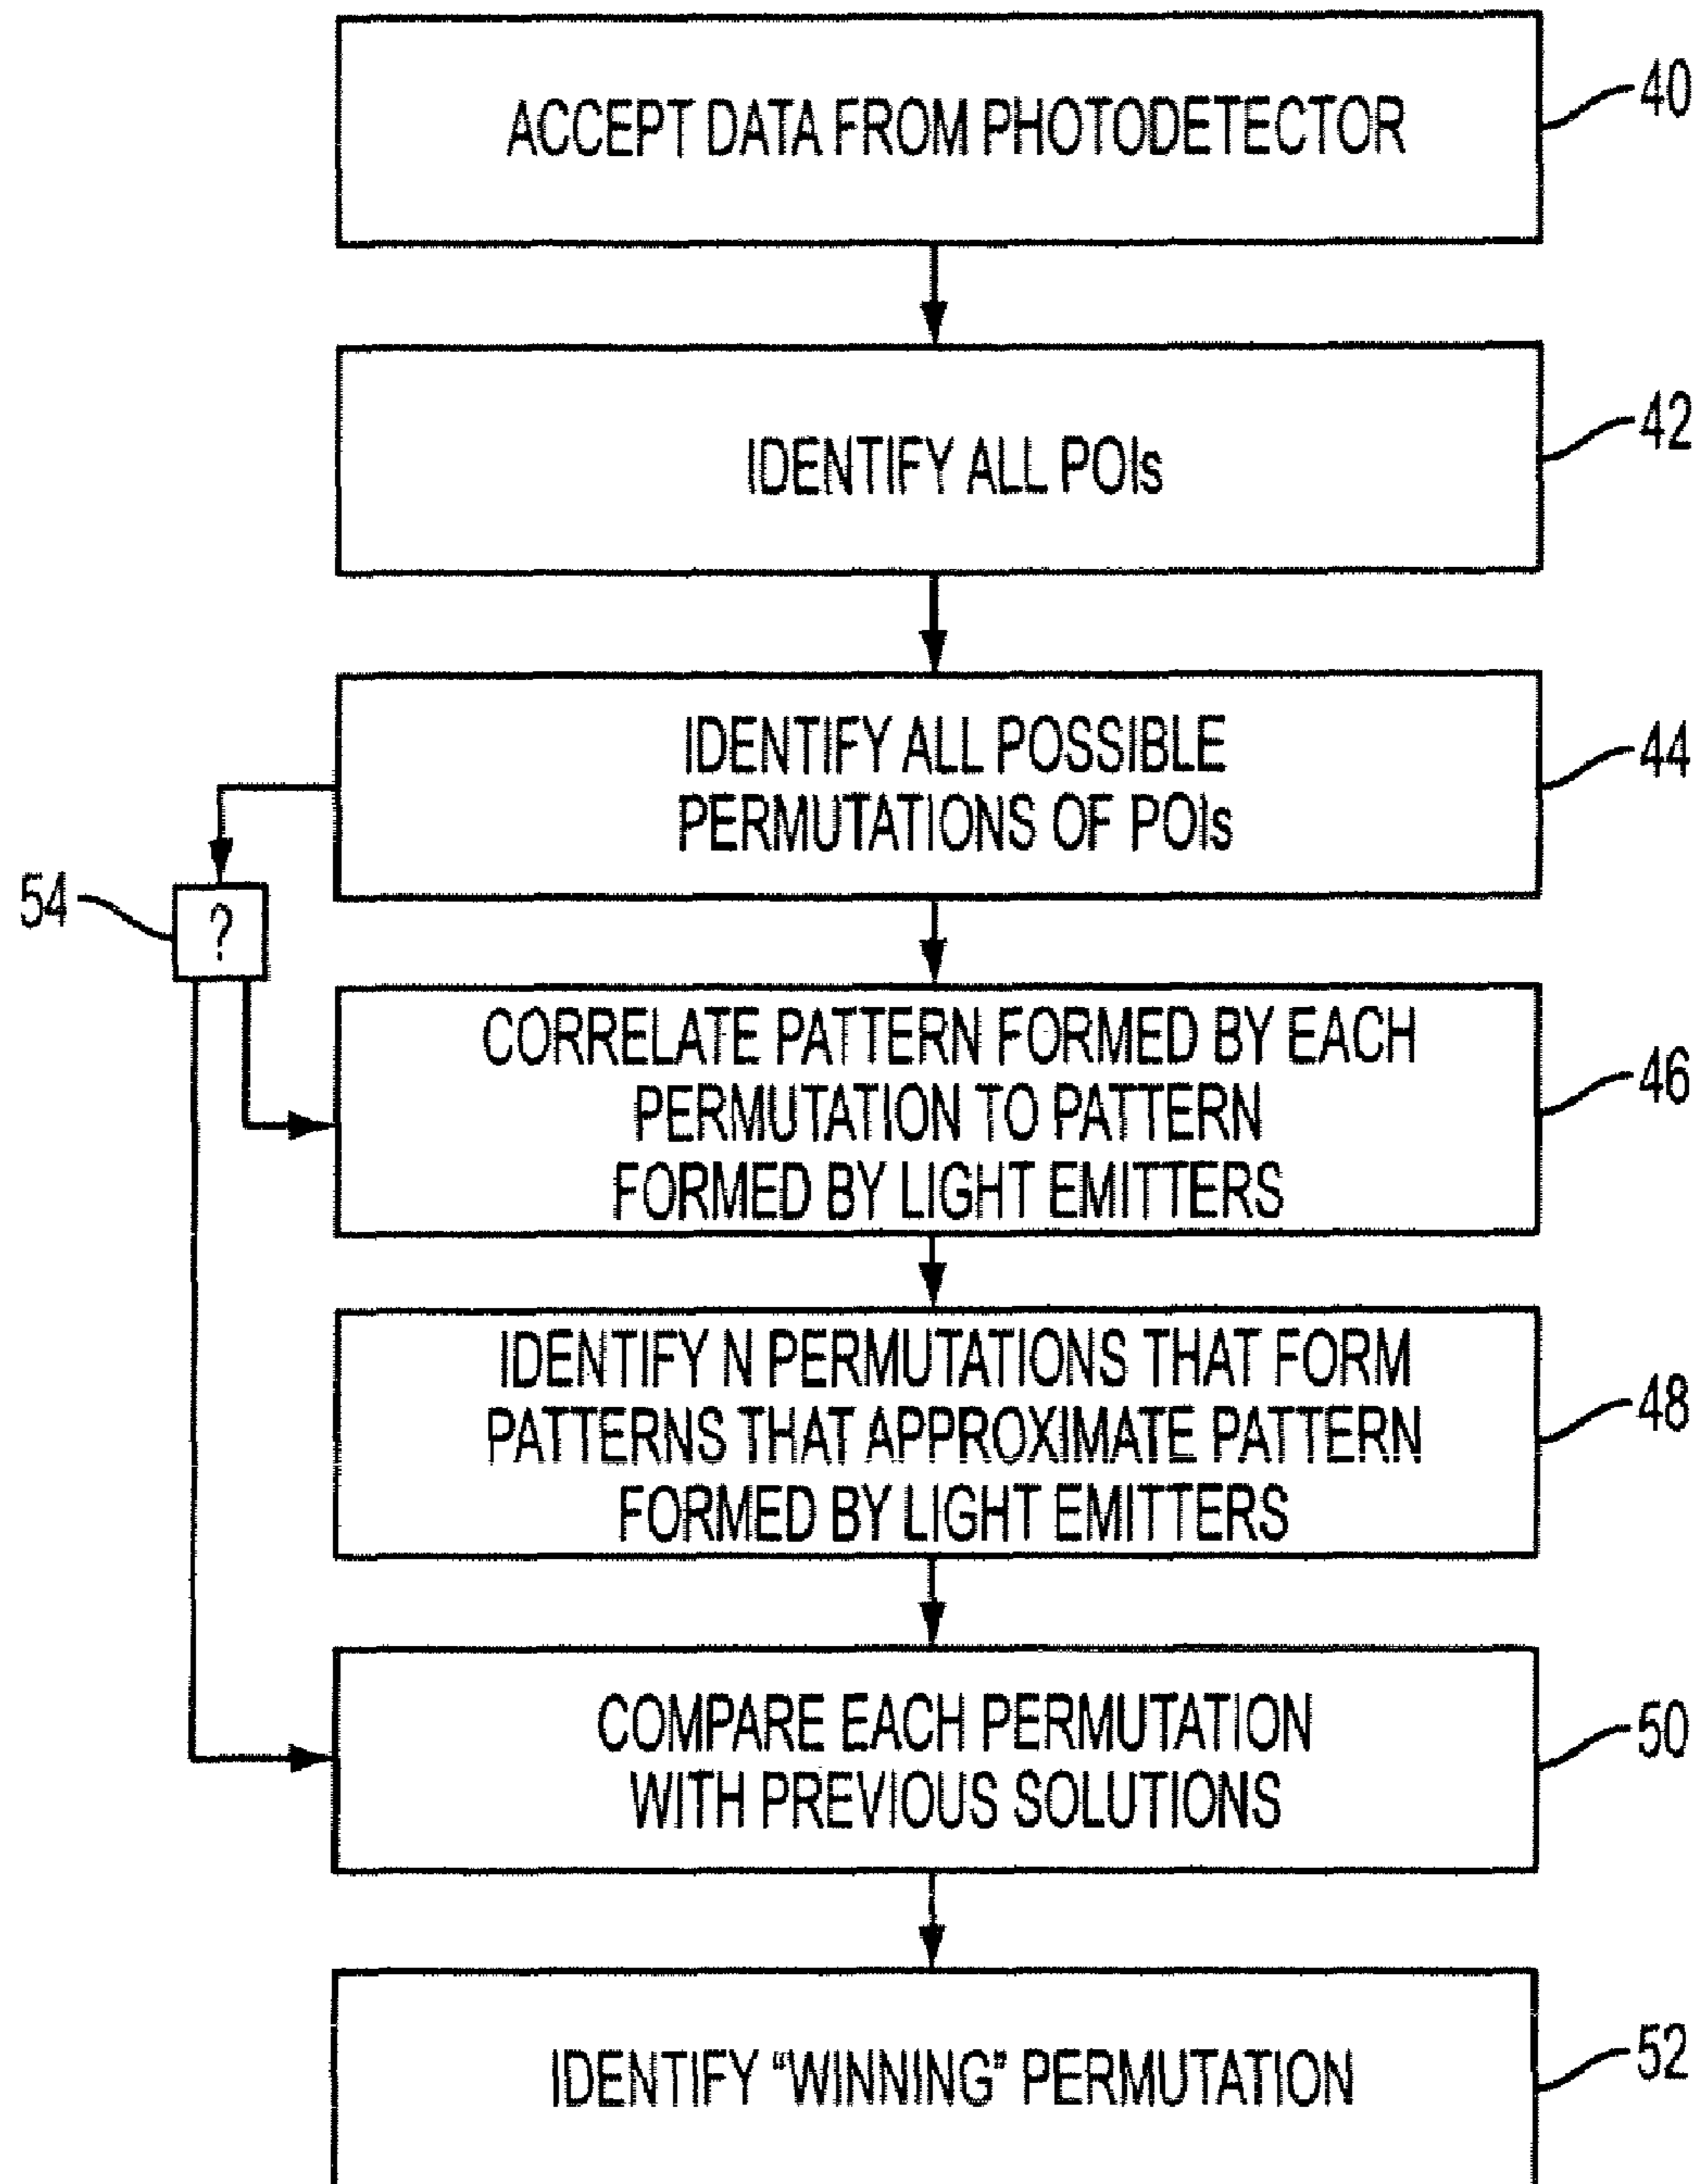 ACCEPT DATA FROM PHOTODETECTOR
40
IDENTIFY ALL POIs
42
IDENTIFY ALL POSSIBLE
PERMUTATIONS OF POIs
44
54
?
CORRELATE PATTERN FORMED BY EACH
PERMUTATION TO PATTERN
FORMED BY LIGHT EMITTERS
46
IDENTIFY N PERMUTATIONS THAT FORM
PATTERNS THAT APPROXIMATE PATTERN
FORMED BY LIGHT EMITTERS
48
COMPARE EACH PERMUTATION
WITH PREVIOUS SOLUTIONS
50
IDENTIFY “WINNING” PERMUTATION
52